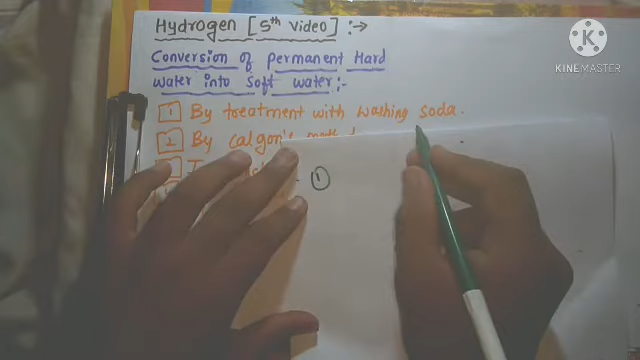 Hydrogen [5th video] :→
Conversion of permanent Hard
water into soft water:-
1 By treatment with washing soda.
2 By calgon's
1
KINEMASTER